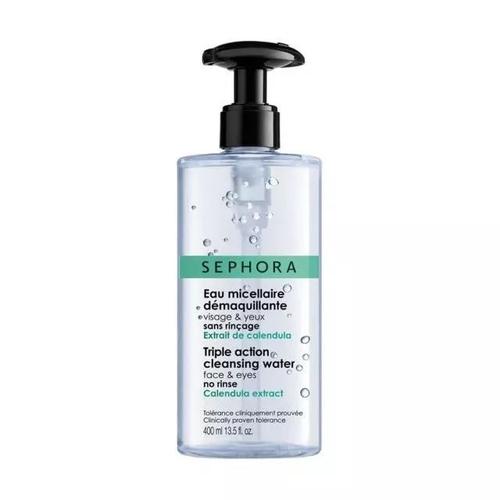 SEPHORA
Eau micellaire
démaquillante
visage & yeux
sans rinçage
Extrait de calendula
Triple action
cleansing water
face & eyes
no rinse
Calendula extract
Tolérance cliniquement prouvée
Clinically proven tolerance
400 ml 13.5 fl. oz.